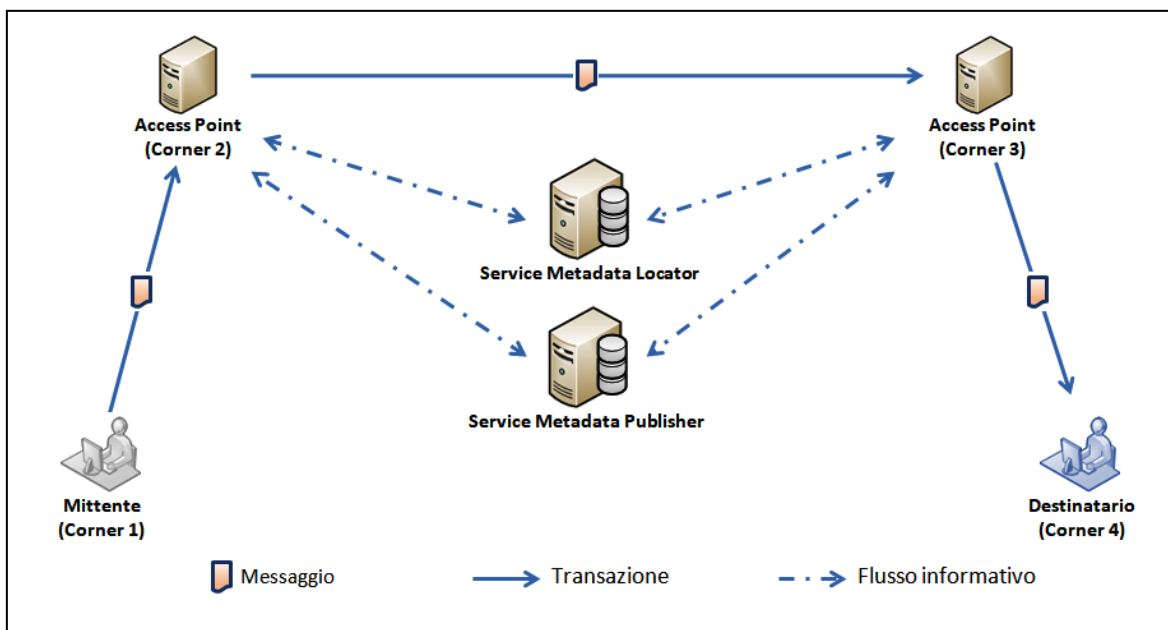 Access Point
(Corner 2)
Access Point
(Corner 3)
Service Metadata Locator
Service Metadata Publisher
Mittente
(Corner 1)
Destinatario
(Corner 4)
Messaggio
Transazione
Flusso informativo